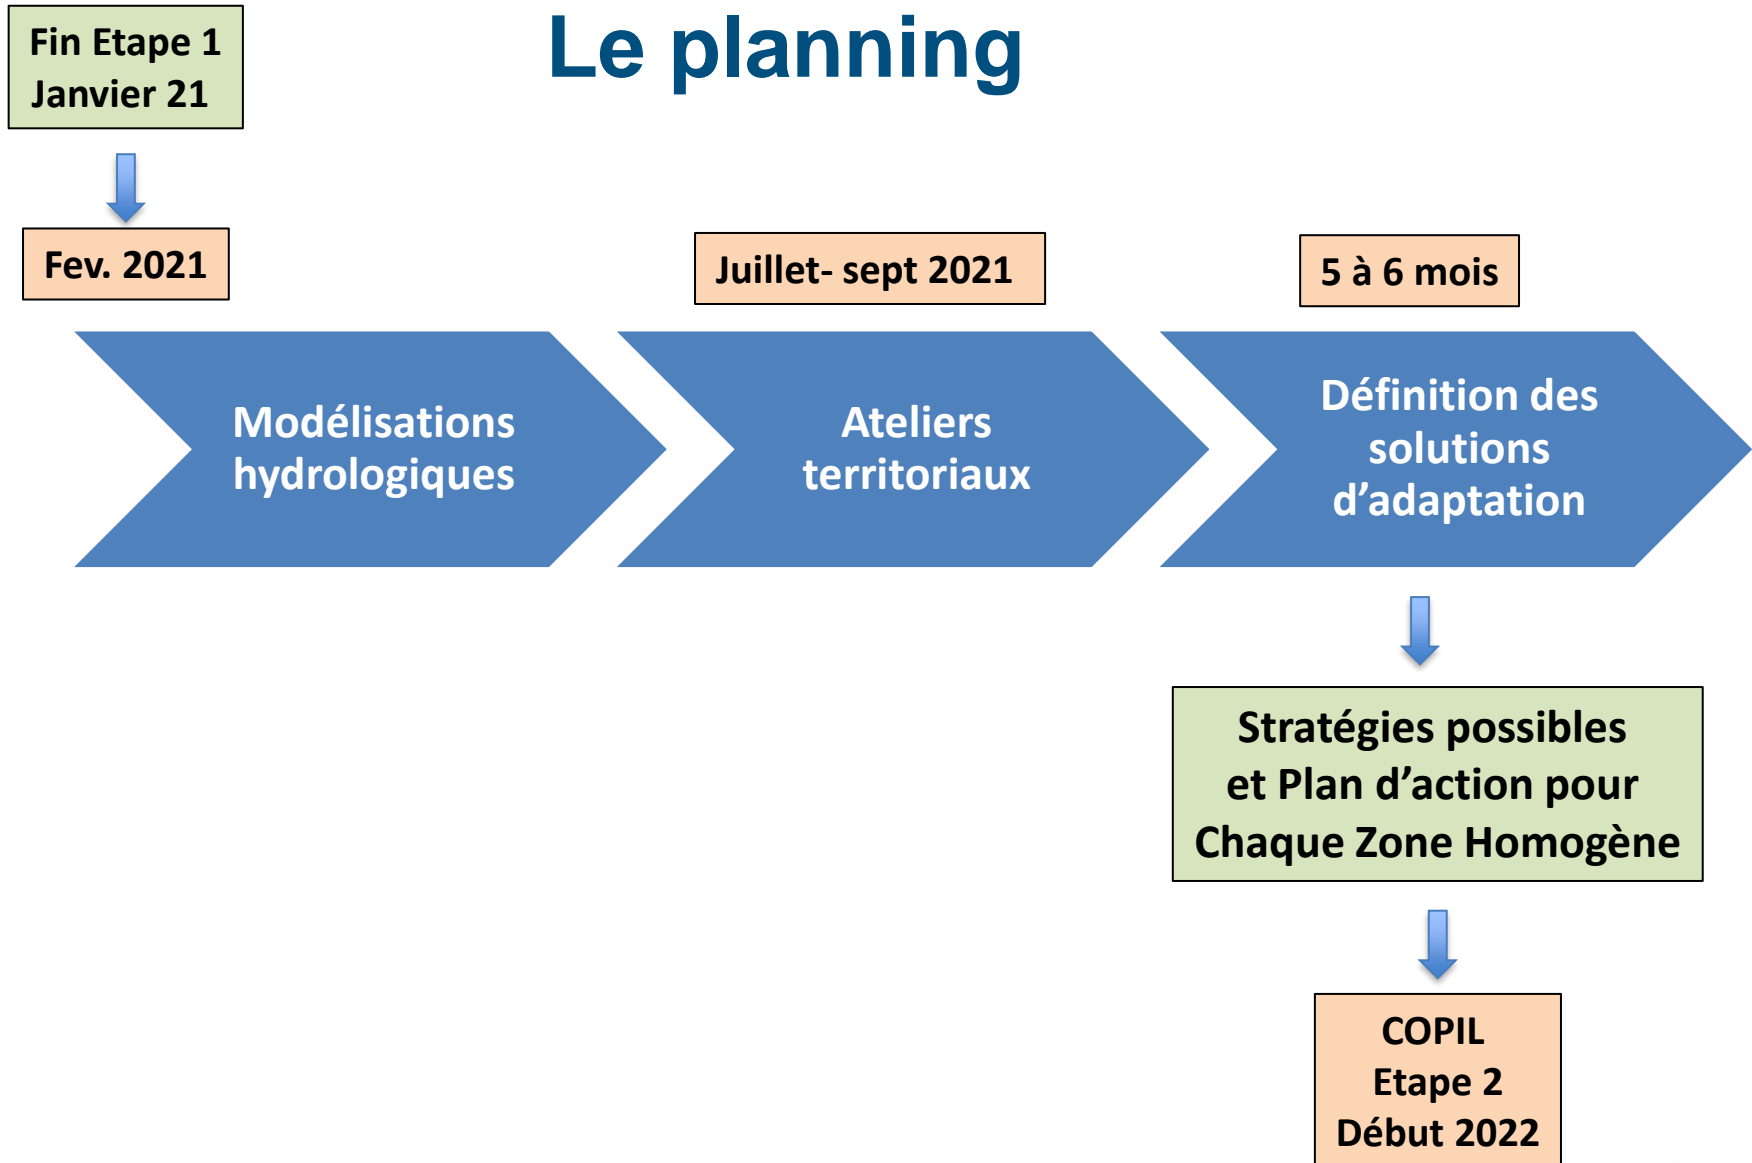 Le planning
Fin Etape 1
Janvier 21
Fev. 2021
Juillet- sept 2021
5 à 6 mois
Modélisations
hydrologiques
Ateliers
territoriaux
Définition des
solutions
d’adaptation
Stratégies possibles
et Plan d’action pour
Chaque Zone Homogène
COPIL
Etape 2
Début 2022